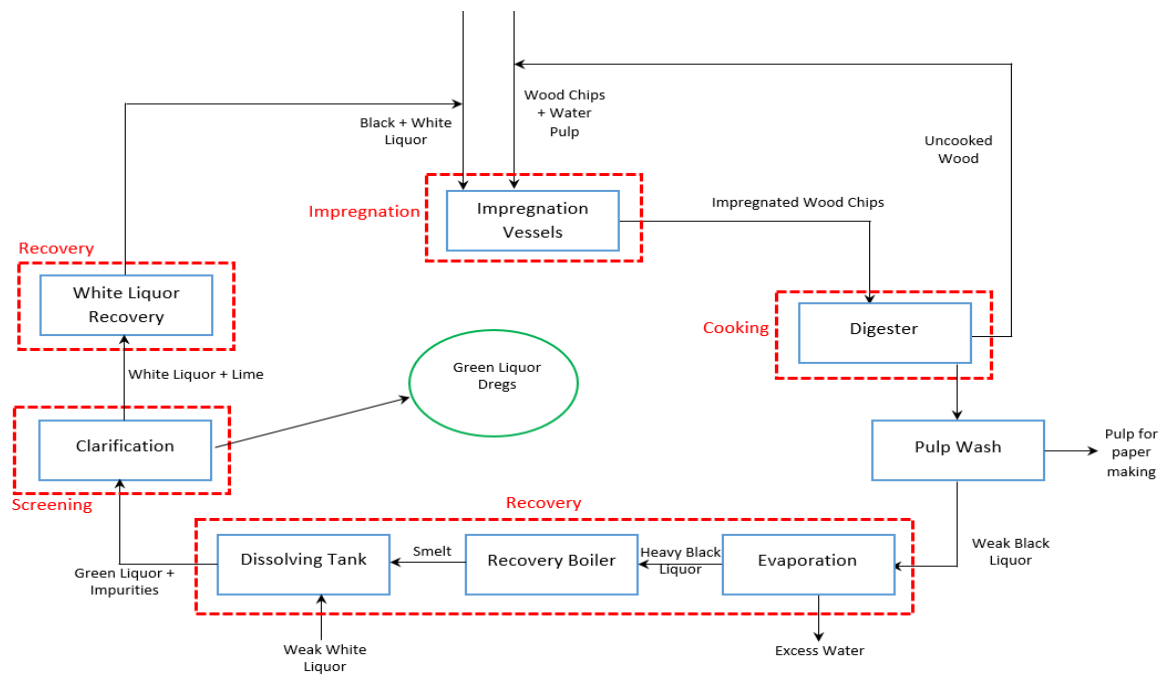 Wood Chips
+ Water
Pulp
Black + White
Liquor
Uncooked
Wood
Impregnation
Impregnation
Vessels
Impregnated Wood Chips
Recovery
White Liquor
Recovery
Cooking
Digester
White Liquor + Lime
Green Liquor
Dregs
Clarification
Screening
Pulp Wash
Pulp for
paper
making
Recovery
Weak Black
Liquor
Green Liquor +
Impurities
Dissolving Tank
Smelt
Recovery Boiler
Heavy Black
Liquor
Evaporation
Weak White
Liquor
Excess Water